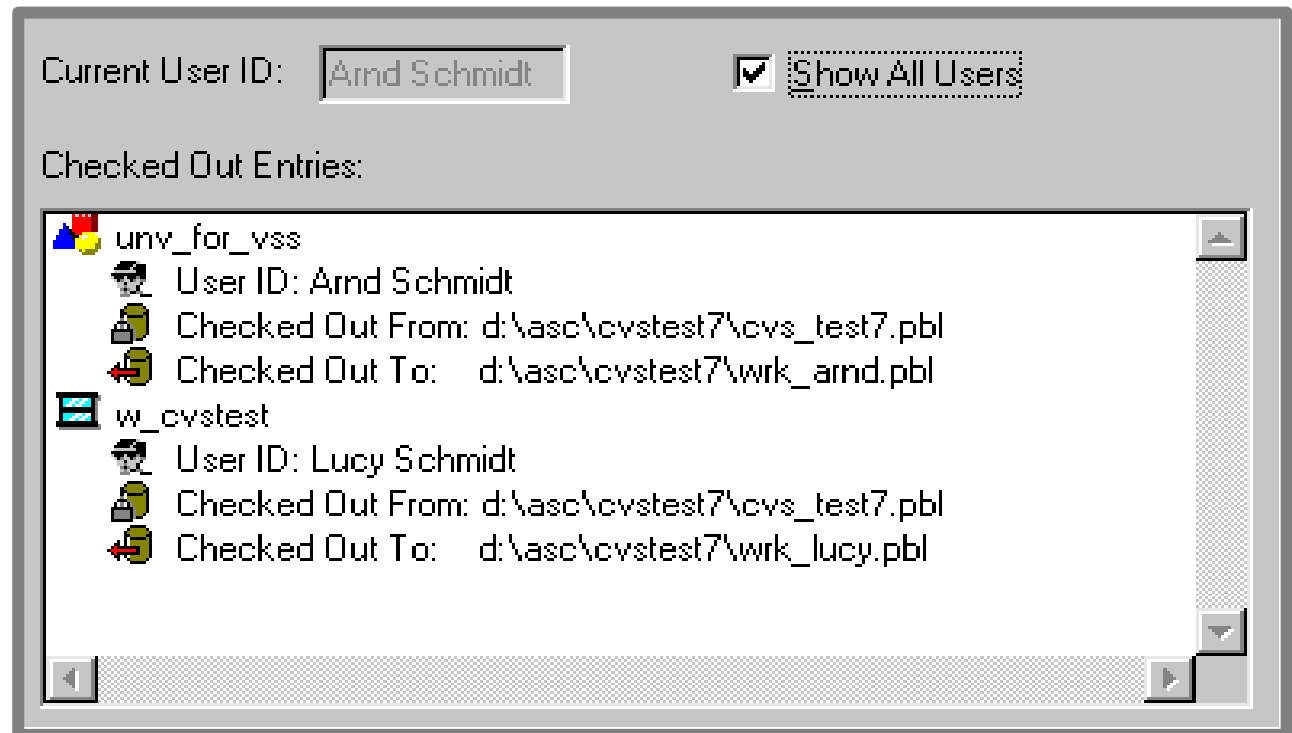 Current User ID: Arnd Schmidt Show All Users
Checked Out Entries:
unv_for_vss
User ID: Arnd Schmidt
Checked Out From: d:\asc\cvstest7\cvs_test7.pbl
Checked Out To: d:\asc\cvstest7\wrk_arnd.pbl
w_cvstest
User ID: Lucy Schmidt
Checked Out From: d:\asc\cvstest7\cvs_test7.pbl
Checked Out To: d:\asc\cvstest7\wrk_lucy.pbl